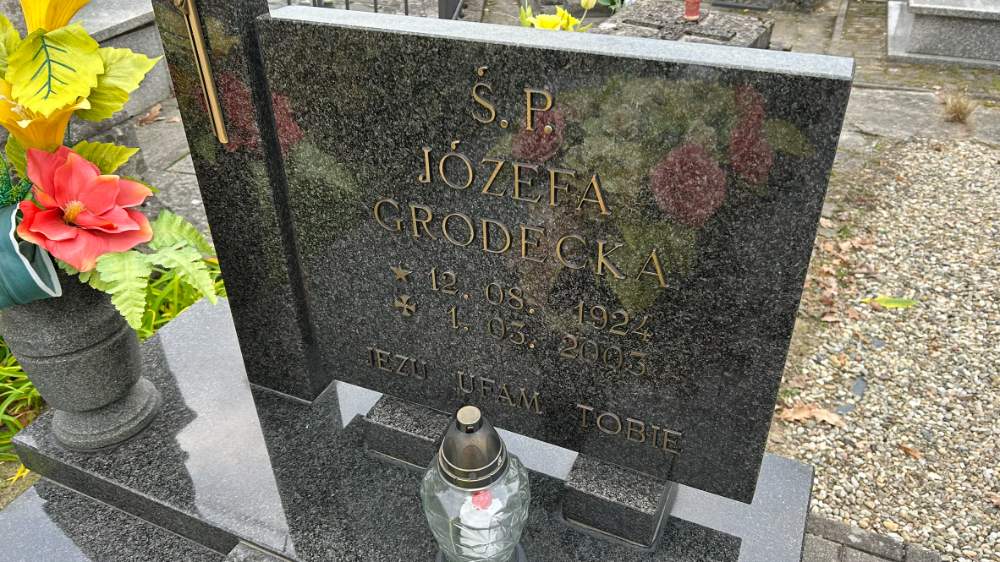 Ś.P.
JÓZEFA
GRODECKA
12. 08. 1924
1. 03. 2003
JEZU UFAM TOBIE